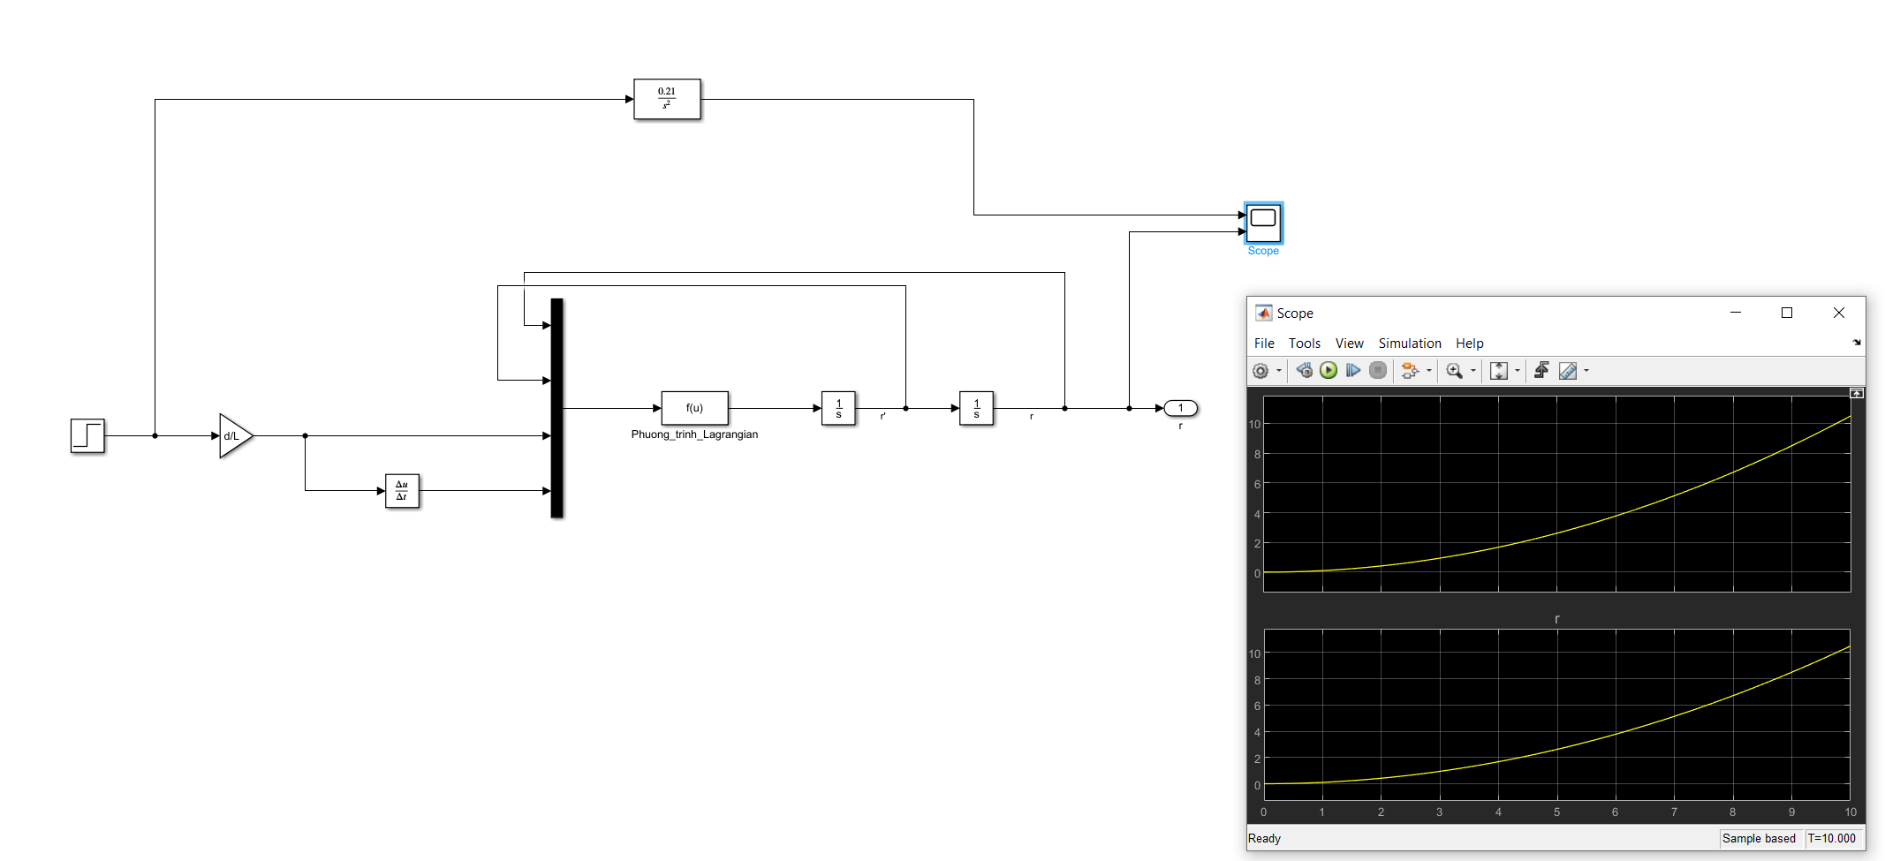 0.21
s²
Scope
d/L
Δu
Δt
f(u)
Phuong_trinh_Lagrangian
1
s
r'
1
s
r
1
r
Scope
File Tools View Simulation Help
10
8
6
4
2
0
r
10
8
6
4
2
0
0 1 2 3 4 5 6 7 8 9 10
Ready Sample based T=10.000